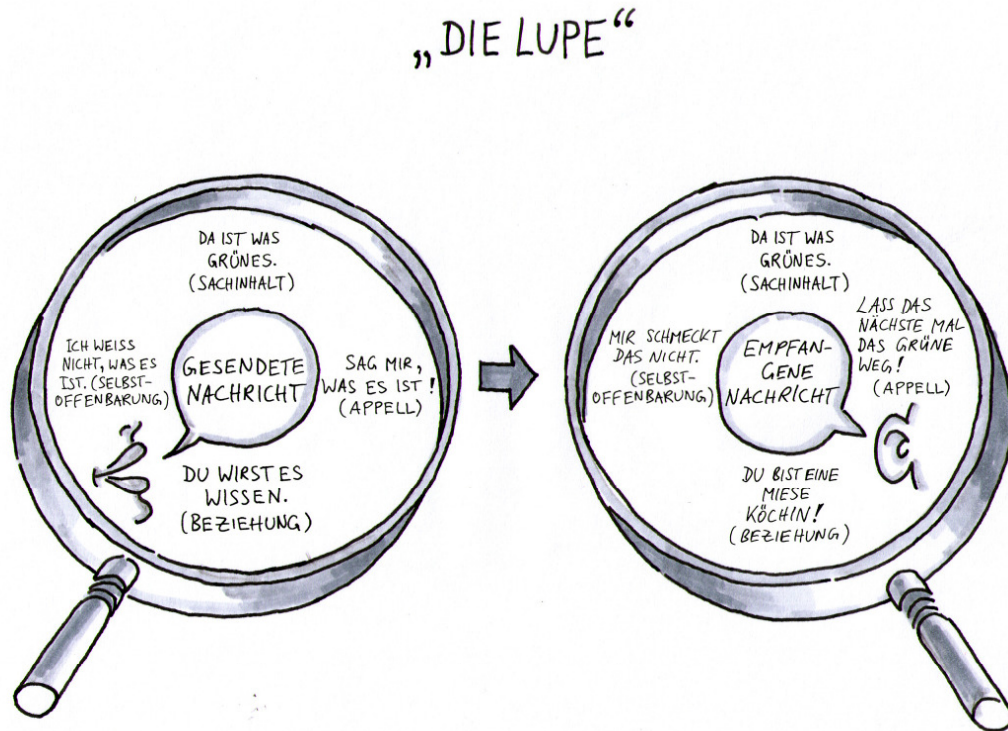 „DIE LUPE“
DA IST WAS
GRÜNES.
(SACHINHALT)
ICH WEISS
NICHT, WAS ES
IST. (SELBST-
OFFENBARUNG)
GESENDETE
NACHRICHT
SAG MIR,
WAS ES IST!
(APPELL)
DU WIRST ES
WISSEN.
(BEZIEHUNG)
DA IST WAS
GRÜNES.
(SACHINHALT)
MIR SCHMECKT
DAS NICHT.
(SELBST-
OFFENBARUNG)
EMPFAN-
GENE
NACHRICHT
LASS DAS
NÄCHSTE MAL
DAS GRÜNE
WEG!
(APPELL)
DU BIST EINE
MIESE
KÖCHIN!
(BEZIEHUNG)